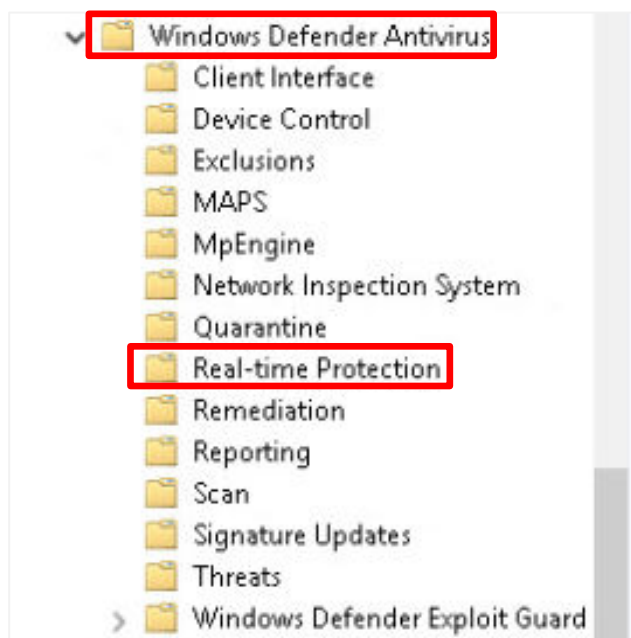 Windows Defender Antivirus
Client Interface
Device Control
Exclusions
MAPS
MpEngine
Network Inspection System
Quarantine
Real-time Protection
Remediation
Reporting
Scan
Signature Updates
Threats
Windows Defender Exploit Guard